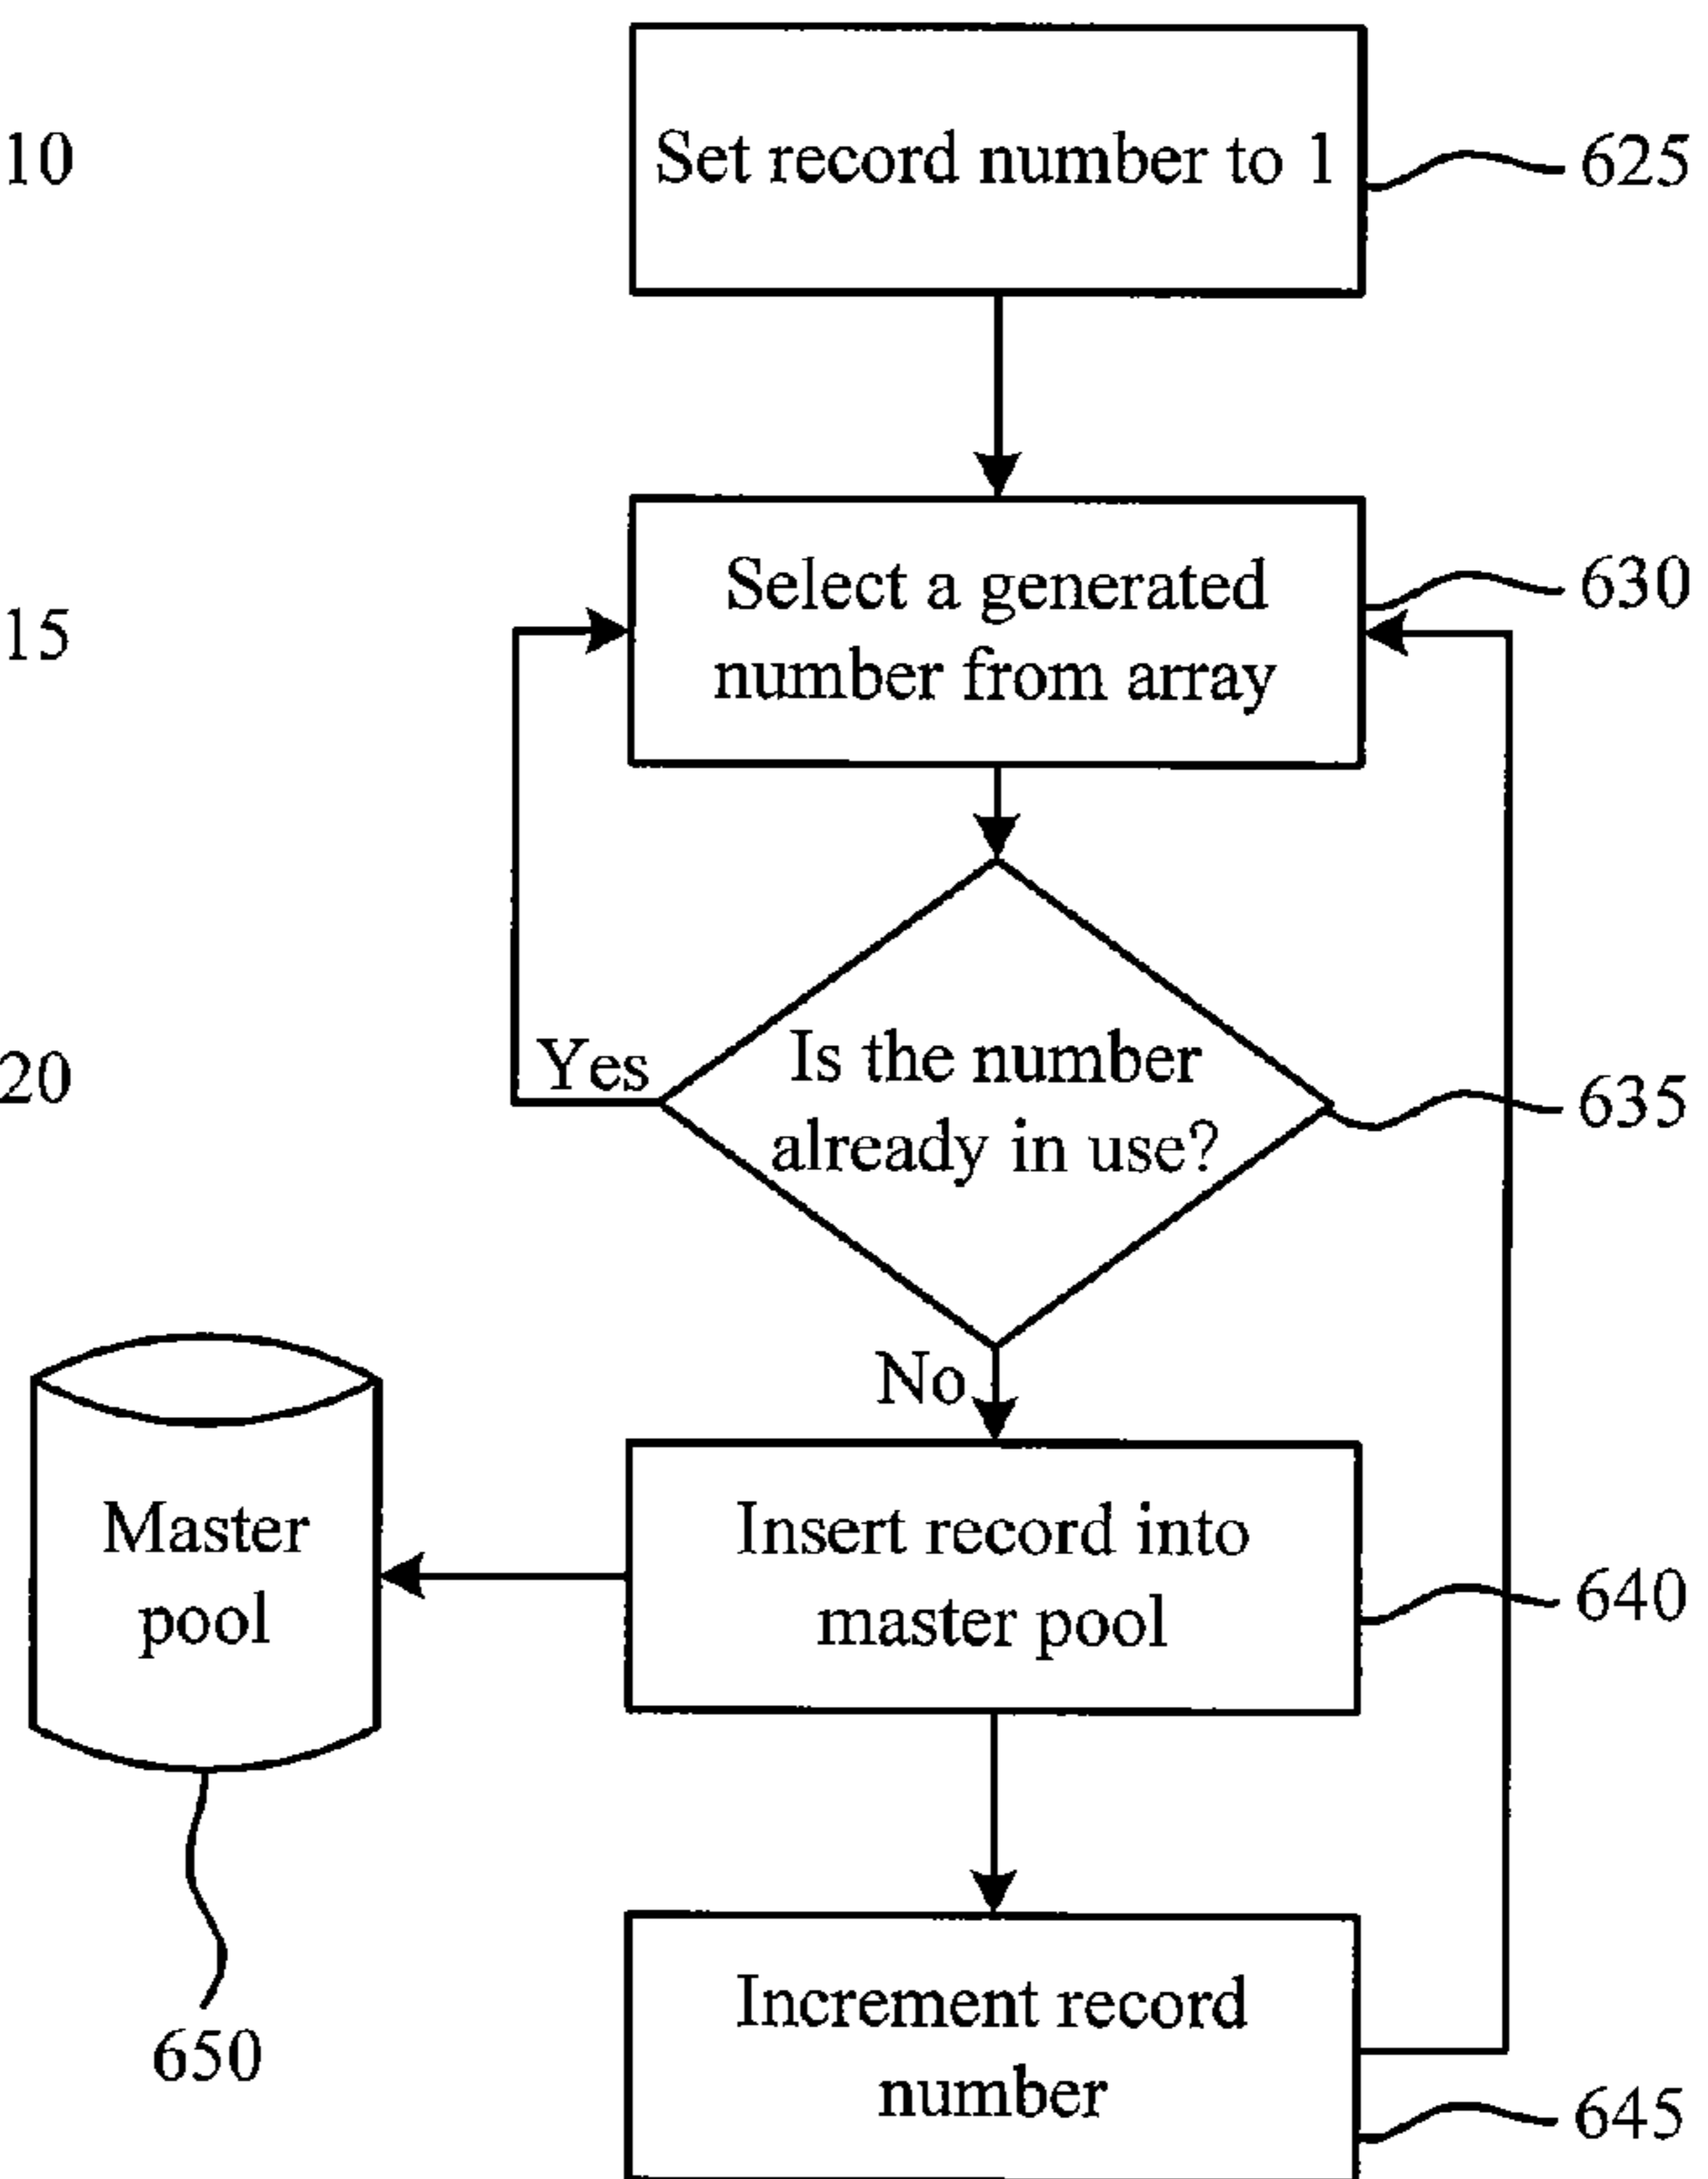 10
Set record number to 1
625
Select a generated
number from array
630
15
Yes
Is the number
already in use?
635
20
No
Master
pool
Insert record into
master pool
640
Increment record
number
650
645